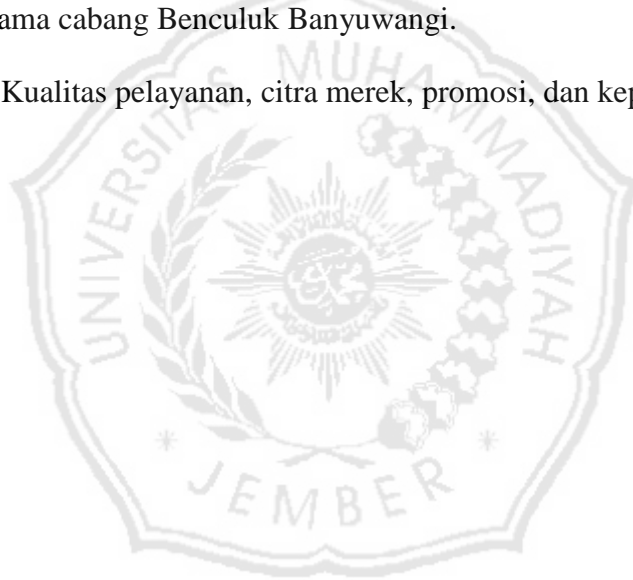 ama cabang Benculuk Banyuwangi.
Kualitas pelayanan, citra merek, promosi, dan kep
UNIVERSITAS MUHAMMADIYAH
JEMBER